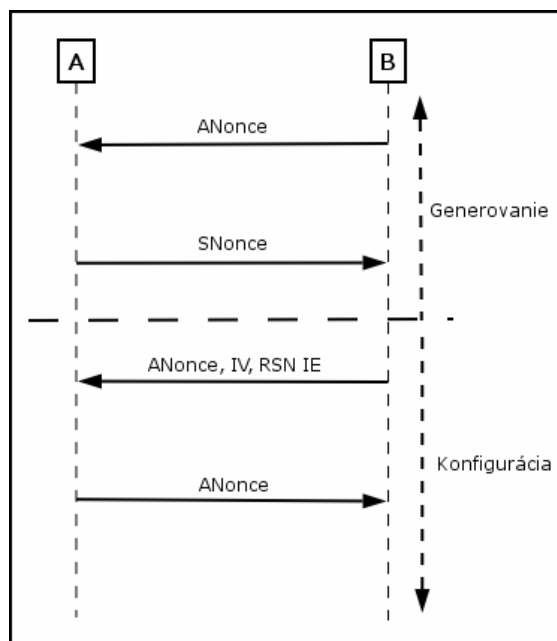 A
B
ANonce
Generovanie
SNonce
ANonce, IV, RSN IE
Konfigurácia
ANonce